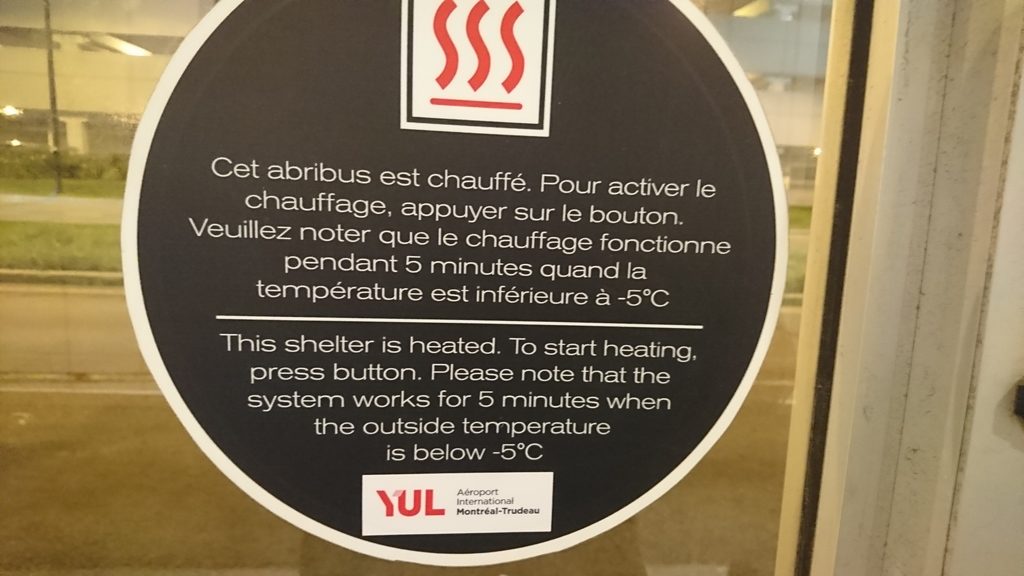 Cet abribus est chauffé. Pour activer le
chauffage, appuyer sur le bouton.
Veuillez noter que le chauffage fonctionne
pendant 5 minutes quand la
température est inférieure à -5°C
This shelter is heated. To start heating,
press button. Please note that the
system works for 5 minutes when
the outside temperature
is below -5°C
YUL
Aéroport
International
Montréal-Trudeau